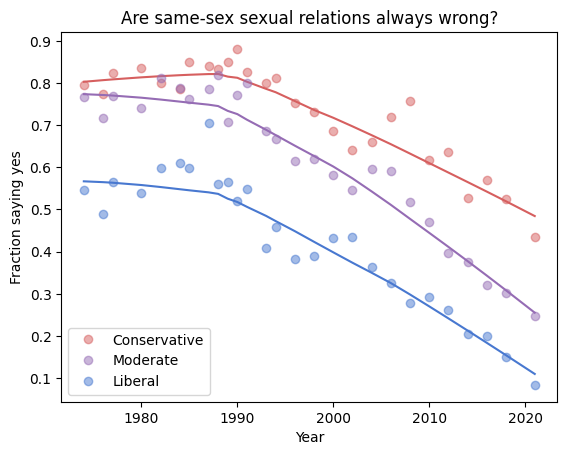 Are same-sex sexual relations always wrong?
0.9
0.8
0.7
0.6
0.5
0.4
0.3
0.2
0.1
Fraction saying yes
Conservative
Moderate
Liberal
1980 1990 2000 2010 2020
Year